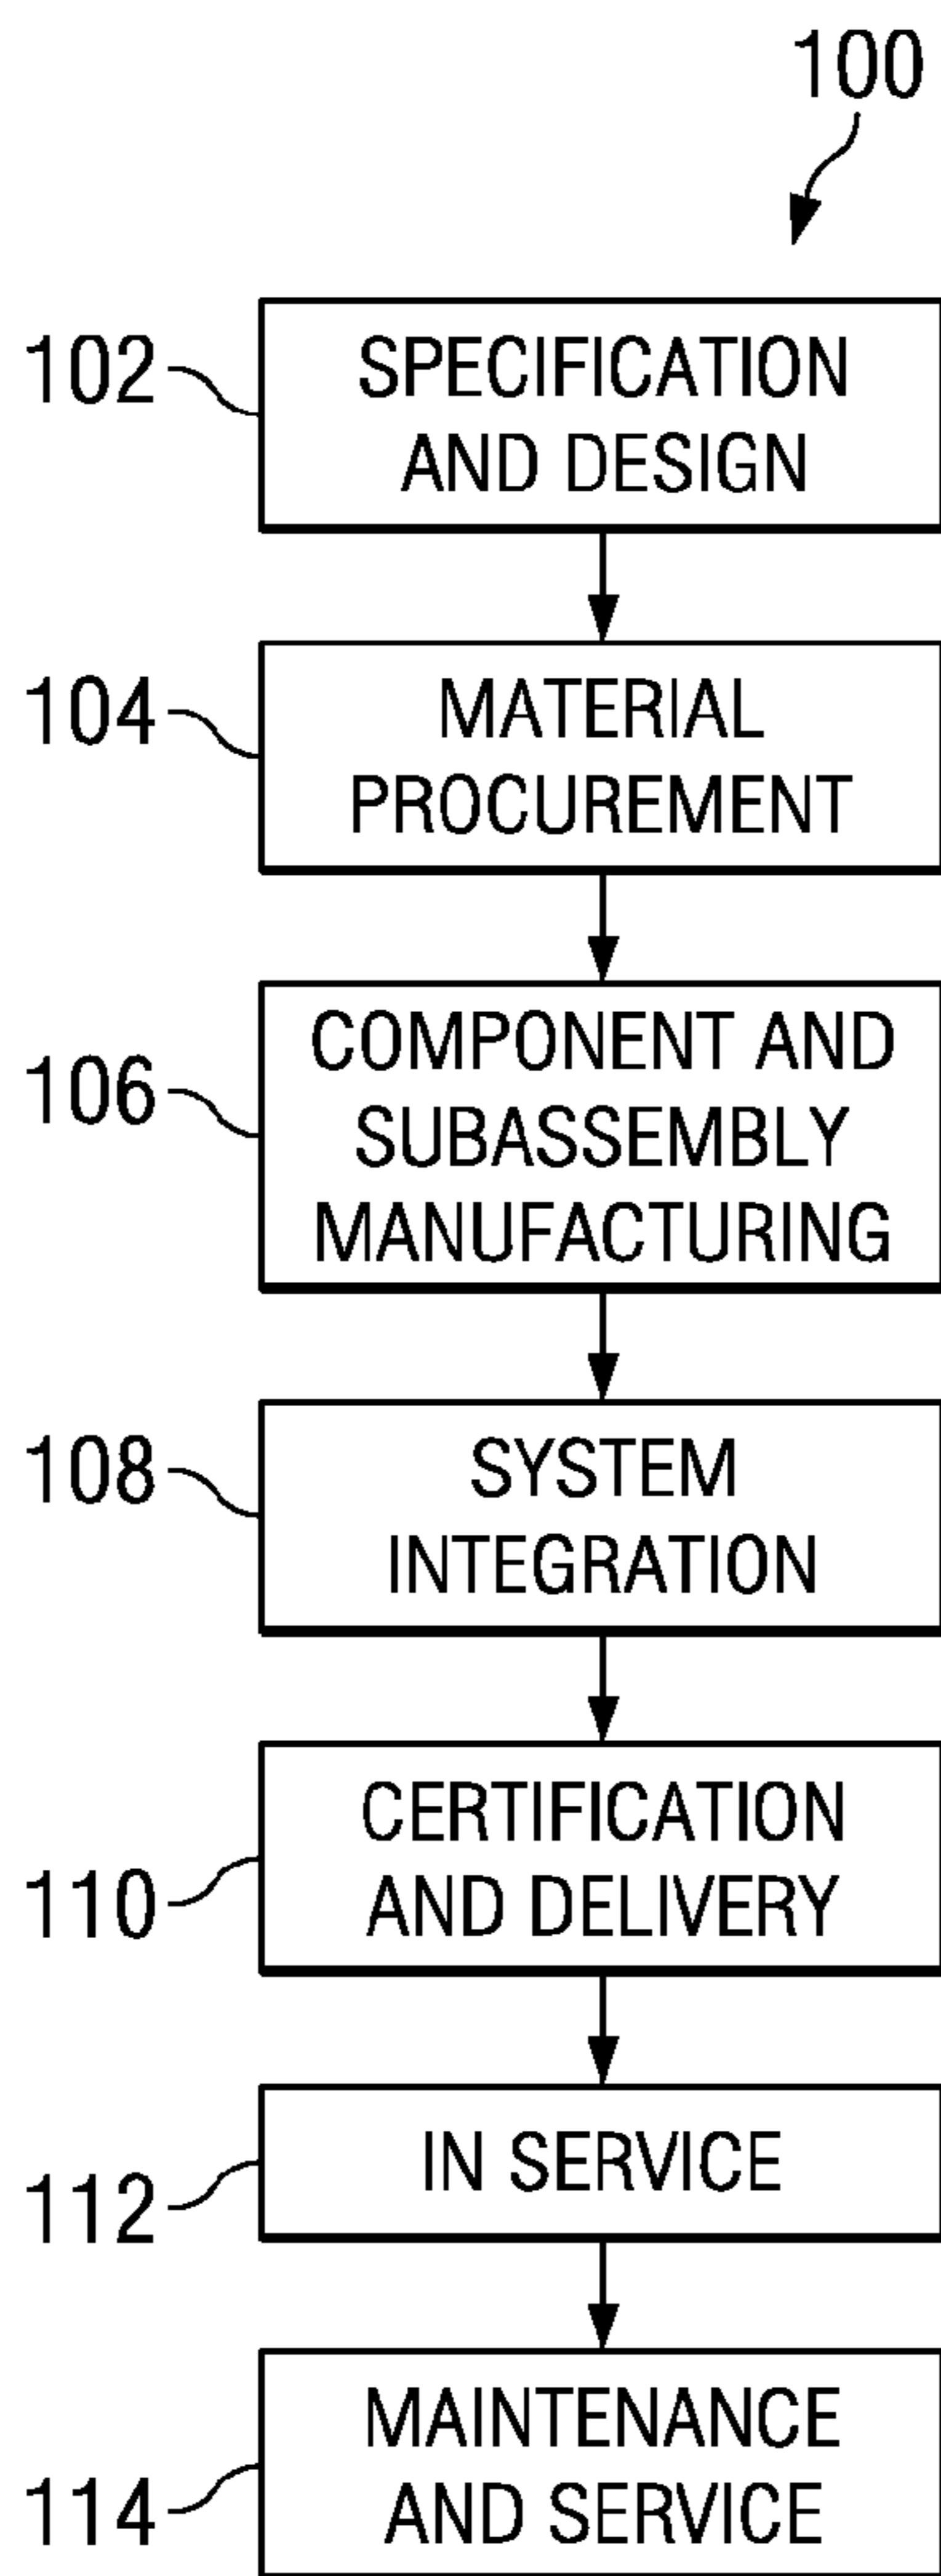 100
102
SPECIFICATION
AND DESIGN
104
MATERIAL
PROCUREMENT
106
COMPONENT AND
SUBASSEMBLY
MANUFACTURING
108
SYSTEM
INTEGRATION
110
CERTIFICATION
AND DELIVERY
112
IN SERVICE
114
MAINTENANCE
AND SERVICE